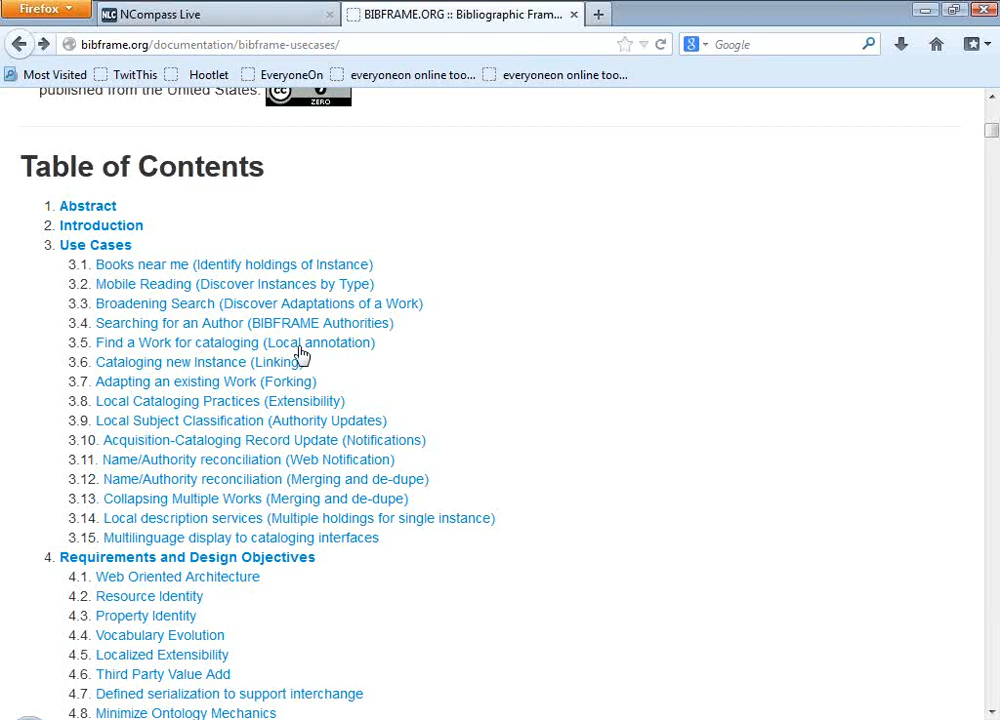 Firefox
NLC NCompass Live
BIBFRAME.ORG :: Bibliographic Fram...
bibframe.org/documentation/bibframe-usecases/
Google
Most Visited TwitThis Hootlet EveryoneOn everyoneon online too... everyoneon online too...
published from the United States.
cc ZERO
Table of Contents
1. Abstract
2. Introduction
3. Use Cases
3.1. Books near me (Identify holdings of Instance)
3.2. Mobile Reading (Discover Instances by Type)
3.3. Broadening Search (Discover Adaptations of a Work)
3.4. Searching for an Author (BIBFRAME Authorities)
3.5. Find a Work for cataloging (Local annotation)
3.6. Cataloging new Instance (Linking)
3.7. Adapting an existing Work (Forking)
3.8. Local Cataloging Practices (Extensibility)
3.9. Local Subject Classification (Authority Updates)
3.10. Acquisition-Cataloging Record Update (Notifications)
3.11. Name/Authority reconciliation (Web Notification)
3.12. Name/Authority reconciliation (Merging and de-dupe)
3.13. Collapsing Multiple Works (Merging and de-dupe)
3.14. Local description services (Multiple holdings for single instance)
3.15. Multilinguage display to cataloging interfaces
4. Requirements and Design Objectives
4.1. Web Oriented Architecture
4.2. Resource Identity
4.3. Property Identity
4.4. Vocabulary Evolution
4.5. Localized Extensibility
4.6. Third Party Value Add
4.7. Defined serialization to support interchange
4.8. Minimize Ontology Mechanics